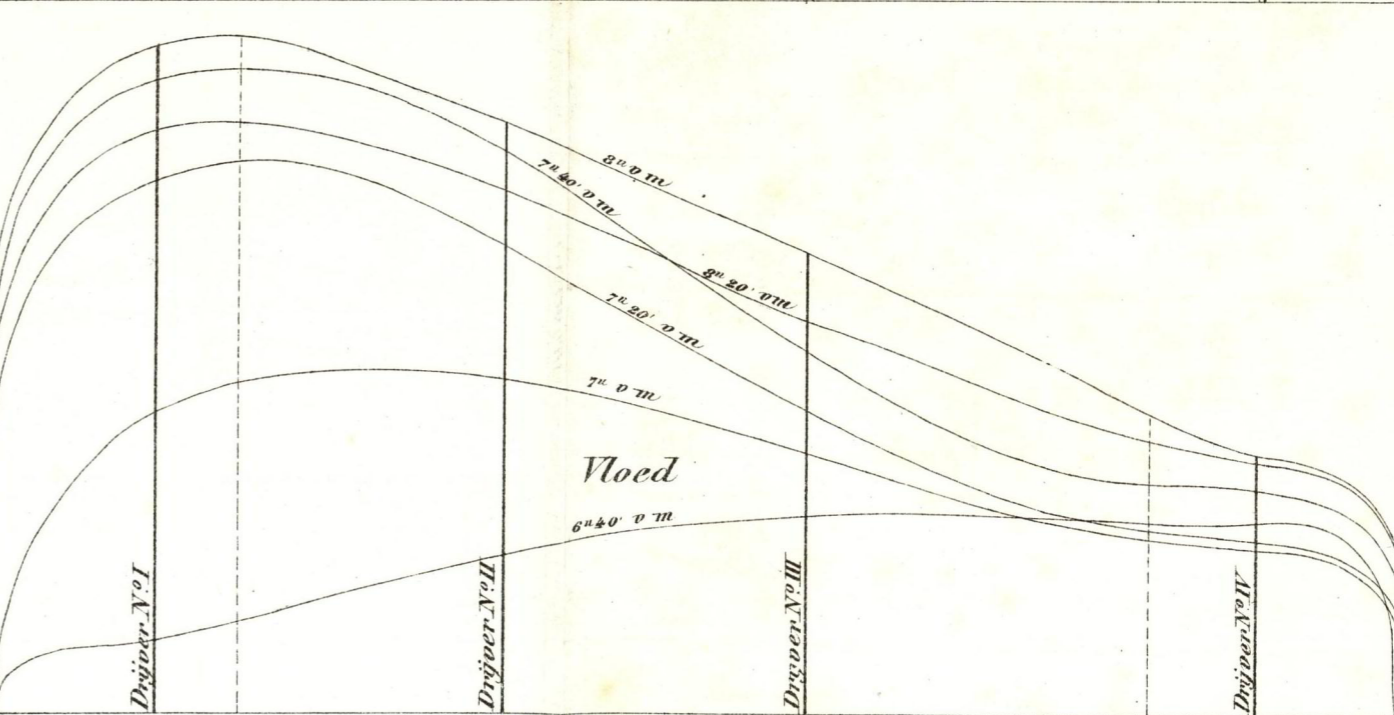 8ᵘ v m
7ᵘ 40' v m
8ᵘ 20' vm
7ᵘ 20' v m
7ᵘ v m
Vloed
6ᵘ 40' v m
Drijver Nº I
Drijver Nº II
Drijver Nº III
Drijver Nº IV